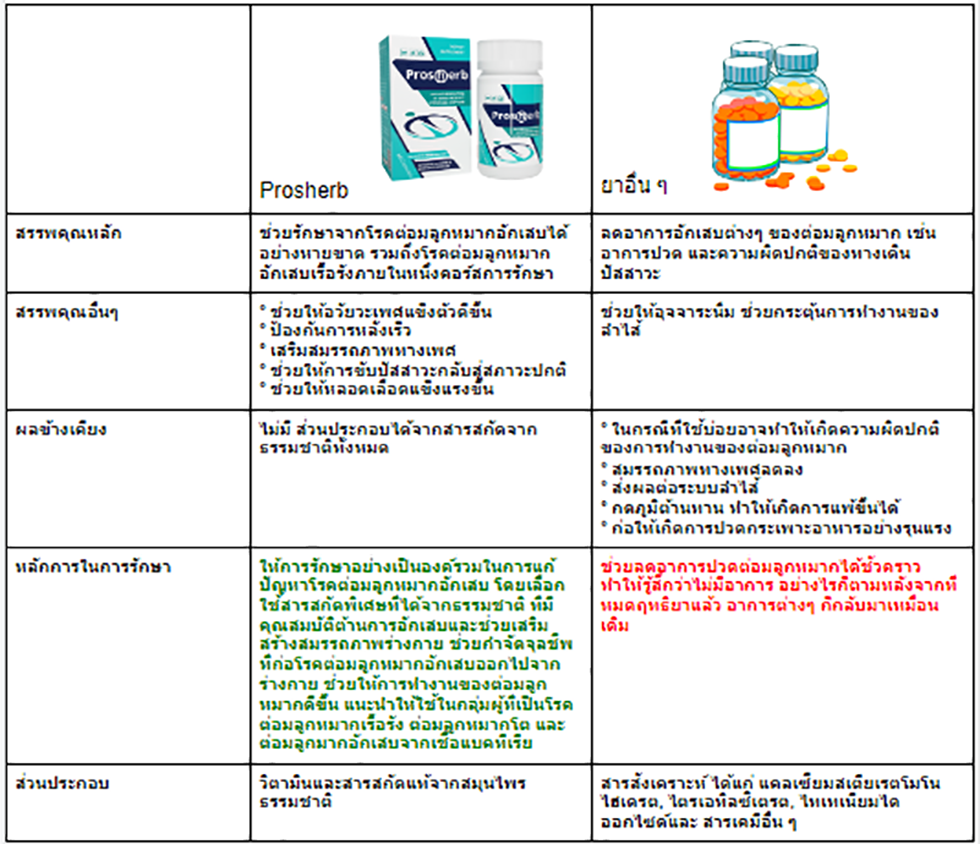 Prosherb
Prosherb
Prosherb
ยาอื่น ๆ
สรรพคุณหลัก
ช่วยรักษาจากโรคต่อมลูกหมากอักเสบได้
อย่างหายขาด รวมถึงโรคต่อมลูกหมาก
อักเสบเรื้อรังภายในหนึ่งคอร์สการรักษา
ลดอาการอักเสบต่างๆ ของต่อมลูกหมาก เช่น
อาการปวด และความผิดปกติของทางเดิน
ปัสสาวะ
สรรพคุณอื่นๆ
° ช่วยให้อวัยวะเพศแข็งตัวดีขึ้น
° ป้องกันการหลั่งเร็ว
° เสริมสมรรถภาพทางเพศ
° ช่วยให้การขับปัสสาวะกลับสู่สภาวะปกติ
° ช่วยให้หลอดเลือดแข็งแรงขึ้น
ช่วยให้อุจจาระนิ่ม ช่วยกระตุ้นการทำงานของ
ลำไส้
ผลข้างเคียง
ไม่มี ส่วนประกอบได้จากสารสกัดจาก
ธรรมชาติทั้งหมด
° ในกรณีที่ใช้บ่อยอาจทำให้เกิดความผิดปกติ
ของการทำงานของต่อมลูกหมาก
° สมรรถภาพทางเพศลดลง
° ส่งผลต่อระบบลำไส้
° กดภูมิต้านทาน ทำให้เกิดการแพ้ขึ้นได้
° ก่อให้เกิดการปวดกระเพาะอาหารอย่างรุนแรง
หลักการในการรักษา
ให้การรักษาอย่างเป็นองค์รวมในการแก้
ปัญหาโรคต่อมลูกหมากอักเสบ โดยเลือก
ใช้สารสกัดพิเศษที่ได้จากธรรมชาติ ที่มี
คุณสมบัติต้านการอักเสบและช่วยเสริม
สร้างสมรรถภาพร่างกาย ช่วยกำจัดจุลชีพ
ที่ก่อโรคต่อมลูกหมากอักเสบออกไปจาก
ร่างกาย ช่วยให้การทำงานของต่อมลูก
หมากดีขึ้น แนะนำให้ใช้ในกลุ่มผู้ที่เป็นโรค
ต่อมลูกหมากเรื้อรัง ต่อมลูกหมากโต และ
ต่อมลูกมากอักเสบจากเชื้อแบคทีเรีย
ช่วยลดอาการปวดต่อมลูกหมากได้ชั่วคราว
ทำให้รู้สึกว่าไม่มีอาการ อย่างไรก็ตามหลังจากที่
หมดฤทธิยาแล้ว อาการต่างๆ ก็กลับมาเหมือน
เดิม
ส่วนประกอบ
วิตามินและสารสกัดแท้จากสมุนไพร
ธรรมชาติ
สารสังเคราะห์ ได้แก่ แคลเซียมสเตียเรตโมโน
ไฮเดรต, ไตรเอทิลซิเตรต, ไทเทเนียมได
ออกไซด์และ สารเคมีอื่น ๆ